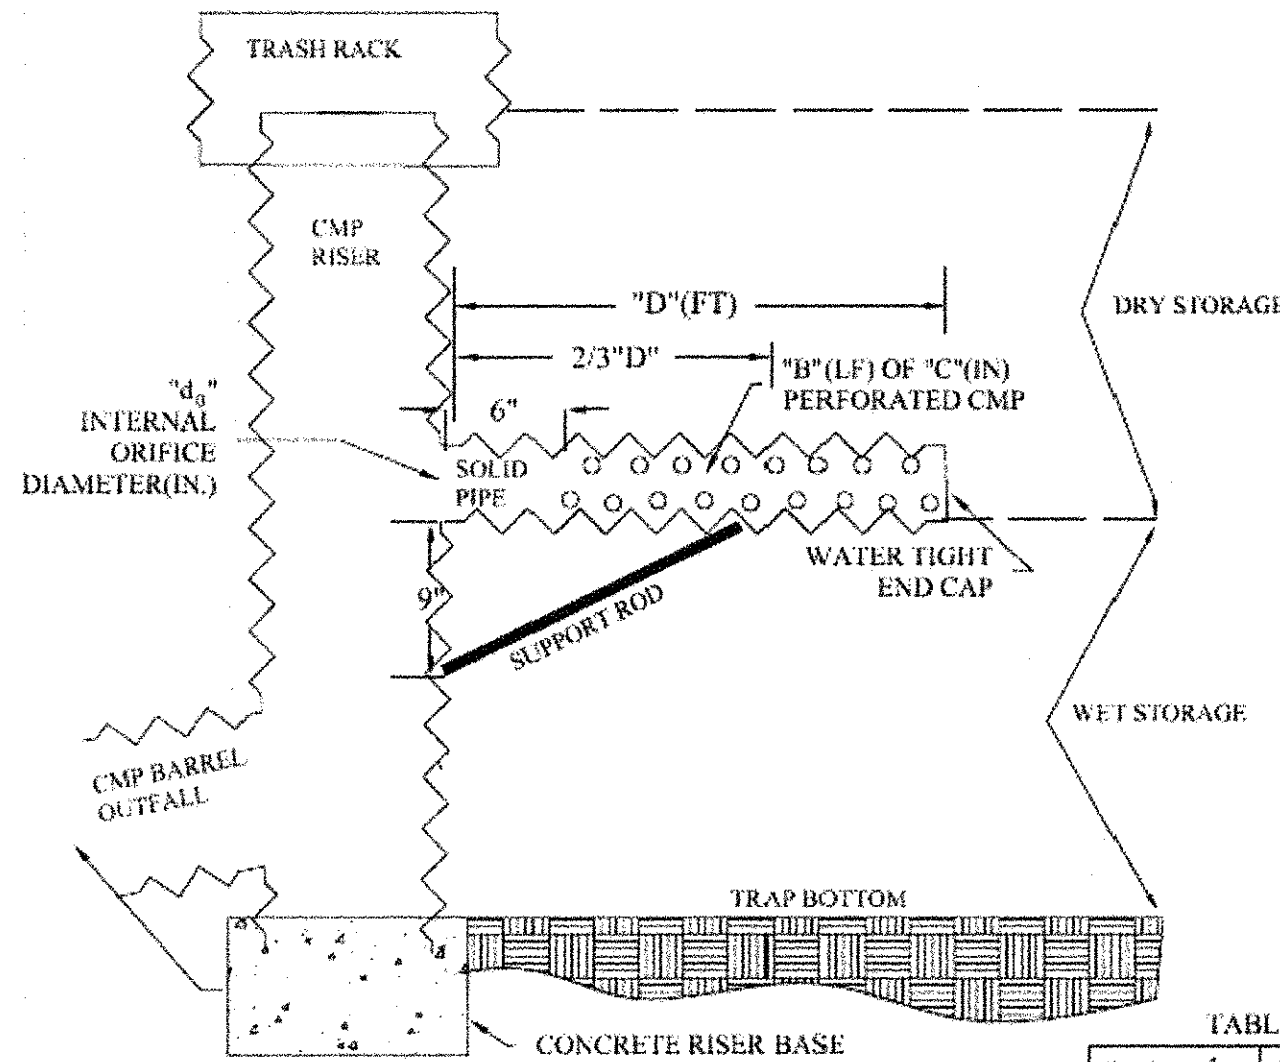 TRASH RACK
CMP
RISER
"D"(FT)
DRY STORAGE
2/3"D"
"B"(LF) OF "C"(IN)
PERFORATED CMP
"d₀"
INTERNAL
ORIFICE
DIAMETER(IN.)
6"
SOLID
PIPE
WATER TIGHT
END CAP
9"
SUPPORT ROD
WET STORAGE
CMP BARREL
OUTFALL
TRAP BOTTOM
CONCRETE RISER BASE
TABL